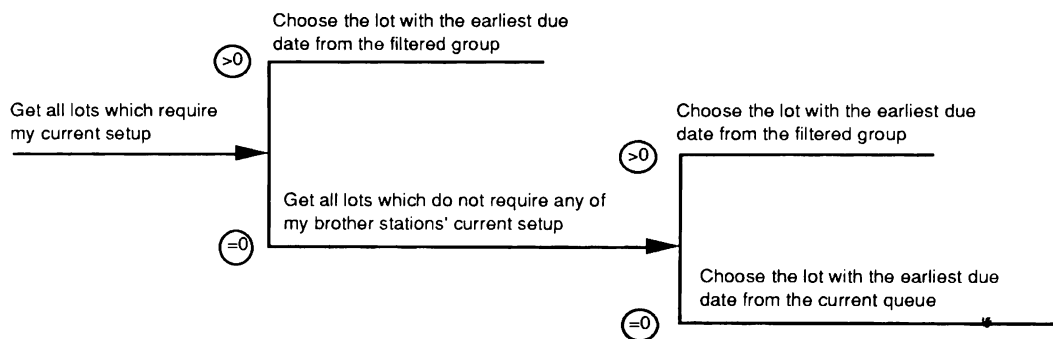 Choose the lot with the earliest due
date from the filtered group
>0
Get all lots which require
my current setup
Choose the lot with the earliest due
date from the filtered group
>0
Get all lots which do not require any of
my brother stations' current setup
=0
Choose the lot with the earliest due
date from the current queue
=0